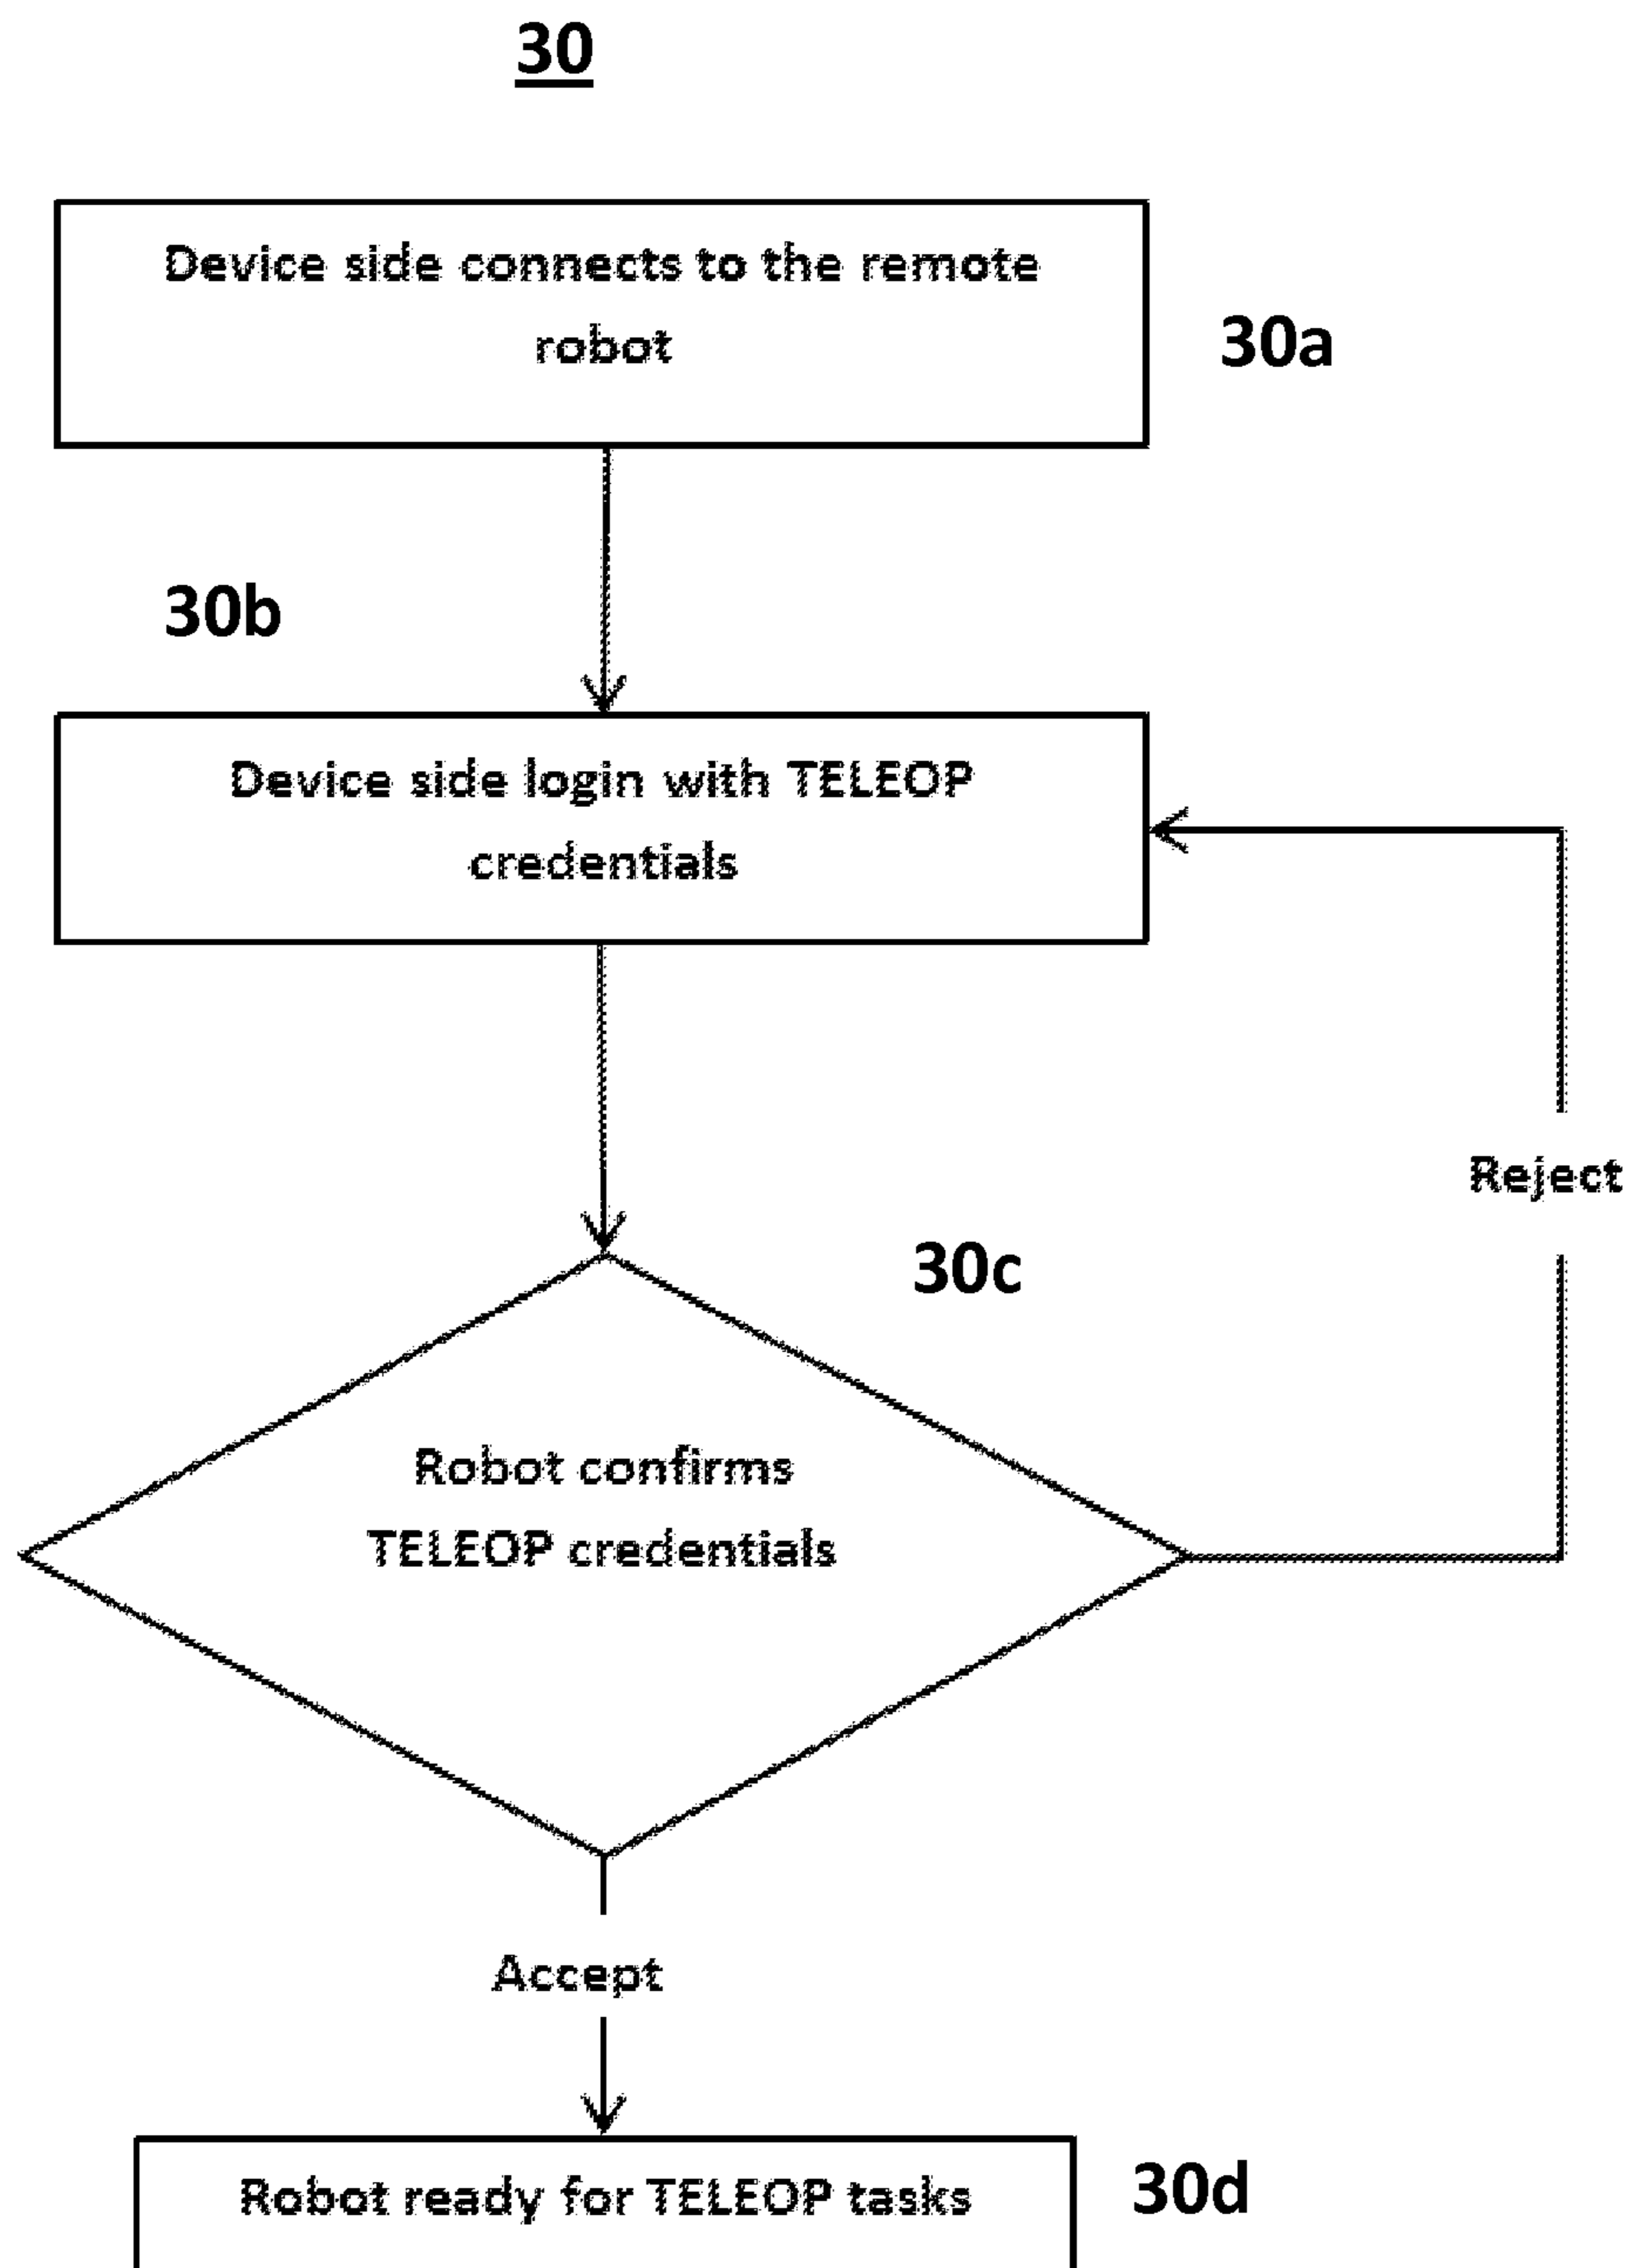 30
Device side connects to the remote
robot
30a
30b
Device side login with TELEOP
credentials
Reject
30c
Robot confirms
TELEOP credentials
Accept
Robot ready for TELEOP tasks
30d